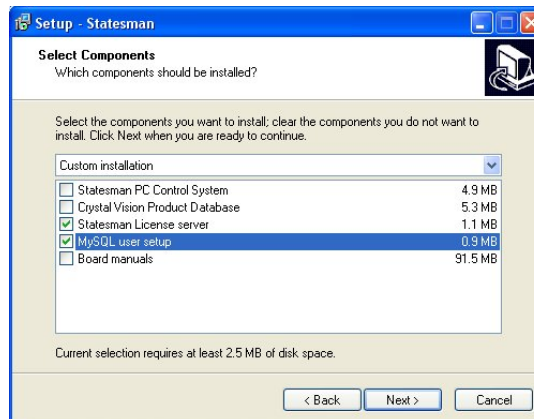 Setup - Statesman
Select Components
Which components should be installed?
Select the components you want to install; clear the components you do not want to
install. Click Next when you are ready to continue.
Custom installation
Statesman PC Control System 4.9 MB
Crystal Vision Product Database 5.3 MB
Statesman License server 1.1 MB
MySQL user setup 0.9 MB
Board manuals 91.5 MB
Current selection requires at least 2.5 MB of disk space.
< Back Next > Cancel